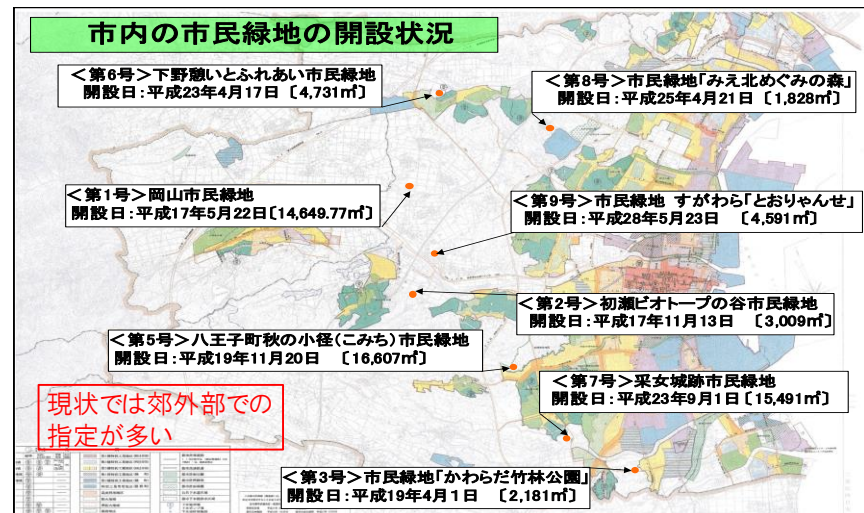 市内の市民緑地の開設状況
＜第6号＞下野憩いとふれあい市民緑地
開設日：平成23年4月17日 〔4,731㎡〕
＜第8号＞市民緑地「みえ北めぐみの森」
開設日：平成25年4月21日 〔1,828㎡〕
＜第1号＞岡山市民緑地
開設日：平成17年5月22日〔14,649.77㎡〕
＜第9号＞市民緑地 すがわら「とおりゃんせ」
開設日：平成28年5月23日 〔4,591㎡〕
＜第2号＞初瀬ビオトープの谷市民緑地
開設日：平成17年11月13日 〔3,009㎡〕
＜第5号＞八王子町秋の小径（こみち）市民緑地
開設日：平成19年11月20日 〔16,607㎡〕
＜第7号＞采女城跡市民緑地
開設日：平成23年9月1日〔15,491㎡〕
現状では郊外部での
指定が多い
＜第3号＞市民緑地「かわらだ竹林公園」
開設日：平成19年4月1日 〔2,181㎡〕